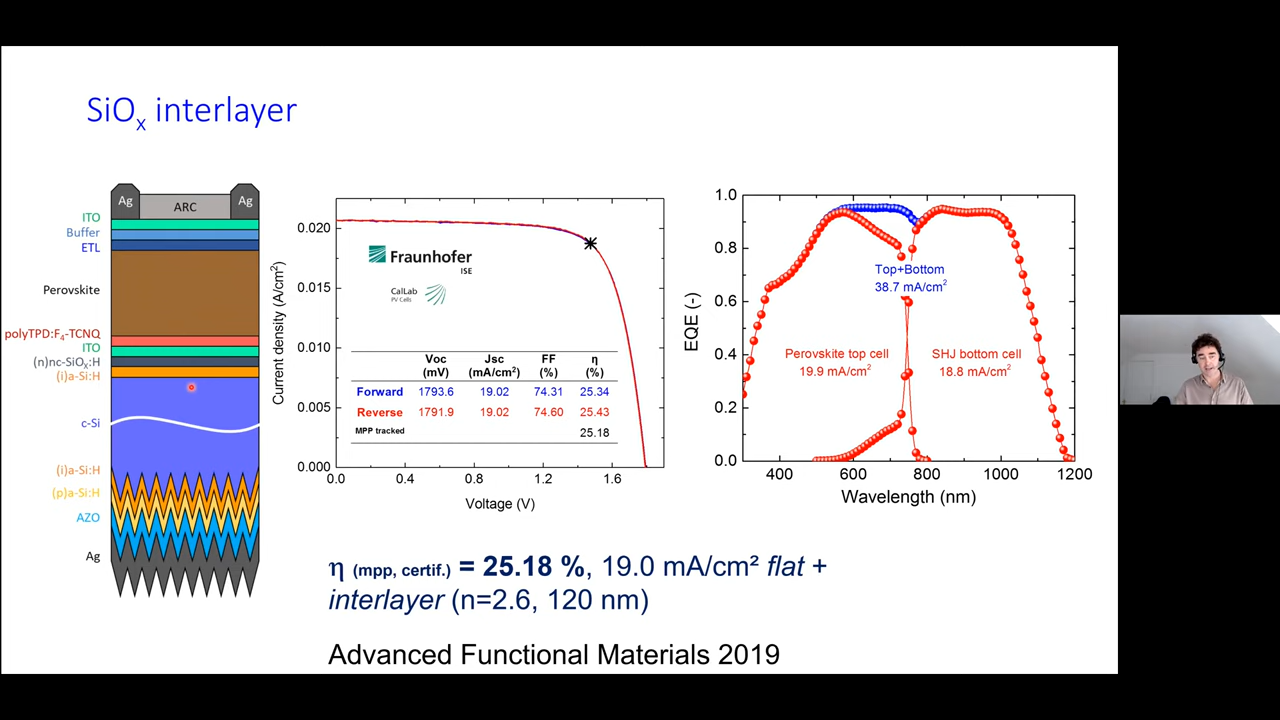 SiOx interlayer
Ag
ARC
Ag
ITO
Buffer
ETL
Perovskite
polyTPD:F4-TCNQ
ITO
(n)nc-SiOx:H
(i)a-Si:H
c-Si
(i)a-Si:H
(p)a-Si:H
AZO
Ag
Current density (A/cm²)
0.020
0.015
0.010
0.005
0.000
0.0 0.4 0.8 1.2 1.6
Voltage (V)
Fraunhofer
ISE
CalLab
PV Cells
Voc Jsc FF η
(mV) (mA/cm²) (%) (%)
Forward 1793.6 19.02 74.31 25.34
Reverse 1791.9 19.02 74.60 25.43
MPP tracked 25.18
EQE (-)
1.0
0.8
0.6
0.4
0.2
0.0
400 600 800 1000 1200
Wavelength (nm)
Top+Bottom
38.7 mA/cm²
Perovskite top cell
19.9 mA/cm²
SHJ bottom cell
18.8 mA/cm²
η (mpp, certif.) = 25.18 %, 19.0 mA/cm² flat +
interlayer (n=2.6, 120 nm)
Advanced Functional Materials 2019